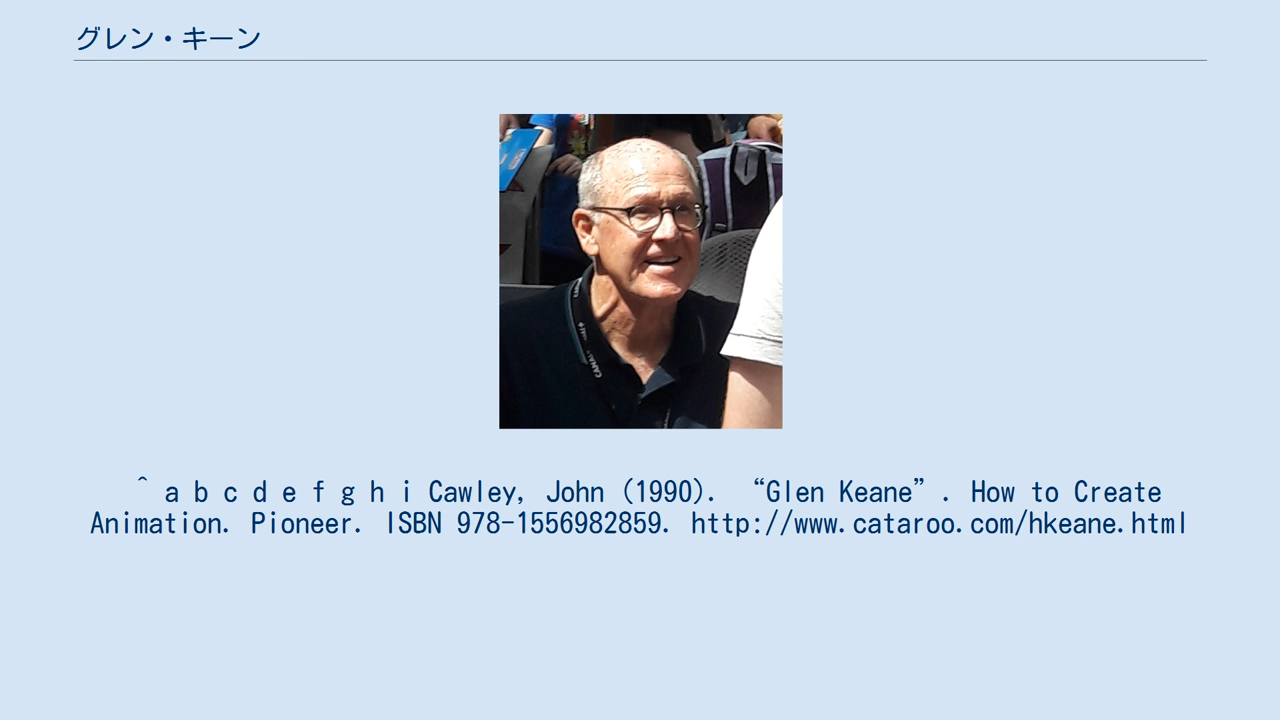 グレン・キーン
CANAL+
^ a b c d e f g h i Cawley, John (1990). “Glen Keane”. How to Create
Animation. Pioneer. ISBN 978-1556982859. http://www.cataroo.com/hkeane.html